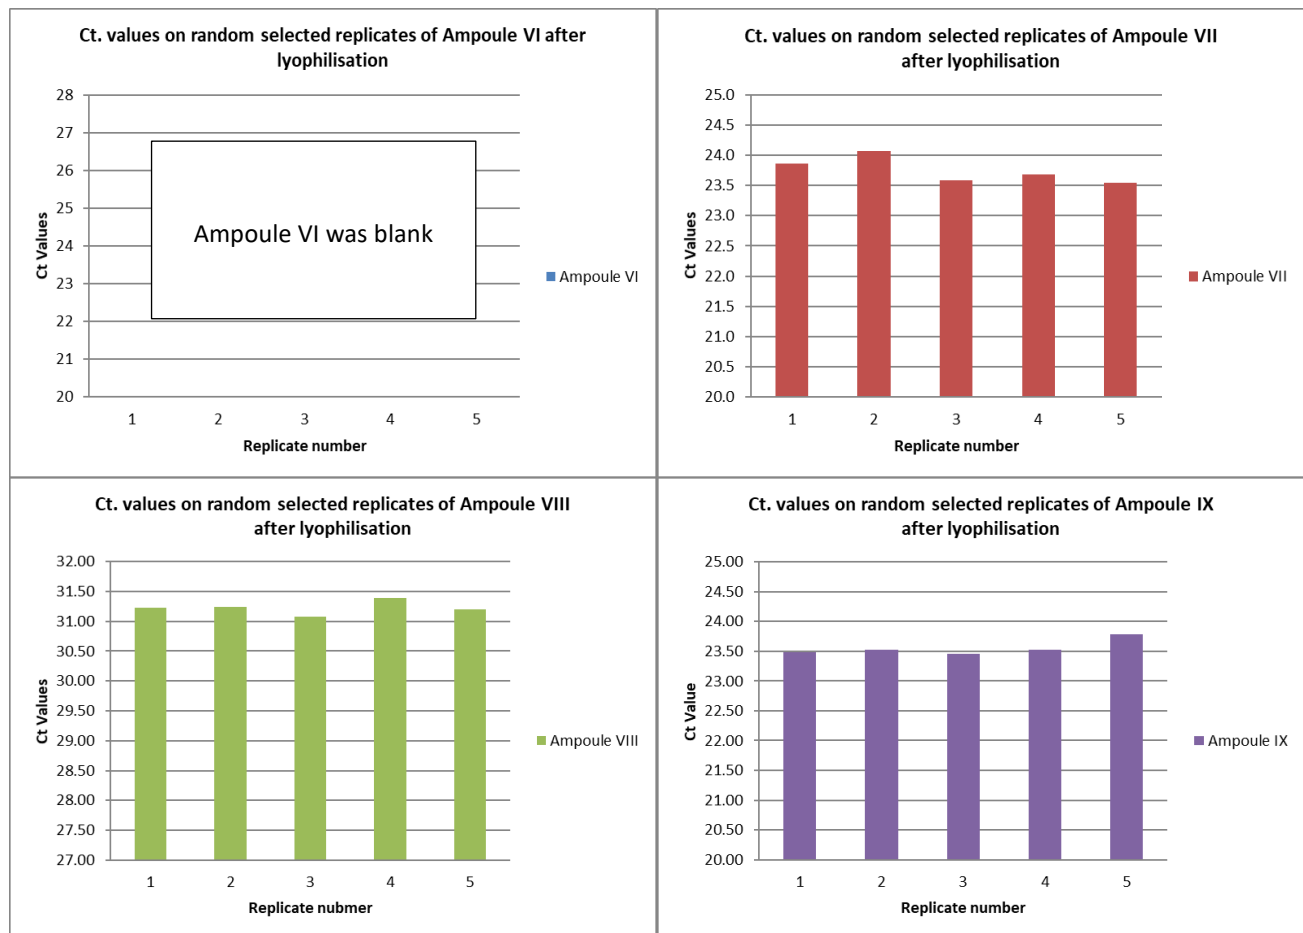 Ct. values on random selected replicates of Ampoule VI after
lyophilisation
28
27
26
25
24
23
22
21
20
Ct Values
Ampoule VI was blank
Ampoule VI
1 2 3 4 5
Replicate number
Ct. values on random selected replicates of Ampoule VII
after lyophilisation
25.0
24.5
24.0
23.5
23.0
22.5
22.0
21.5
21.0
20.5
20.0
Ct Values
Ampoule VII
1 2 3 4 5
Replicate number
Ct. values on random selected replicates of Ampoule VIII
after lyophilisation
32.00
31.50
31.00
30.50
30.00
29.50
29.00
28.50
28.00
27.50
27.00
Ct Values
Ampoule VIII
1 2 3 4 5
Replicate nubmer
Ct. values on random selected replicates of Ampoule IX
after lyophilisation
25.00
24.50
24.00
23.50
23.00
22.50
22.00
21.50
21.00
20.50
20.00
Ct Value
Ampoule IX
1 2 3 4 5
Replicate number